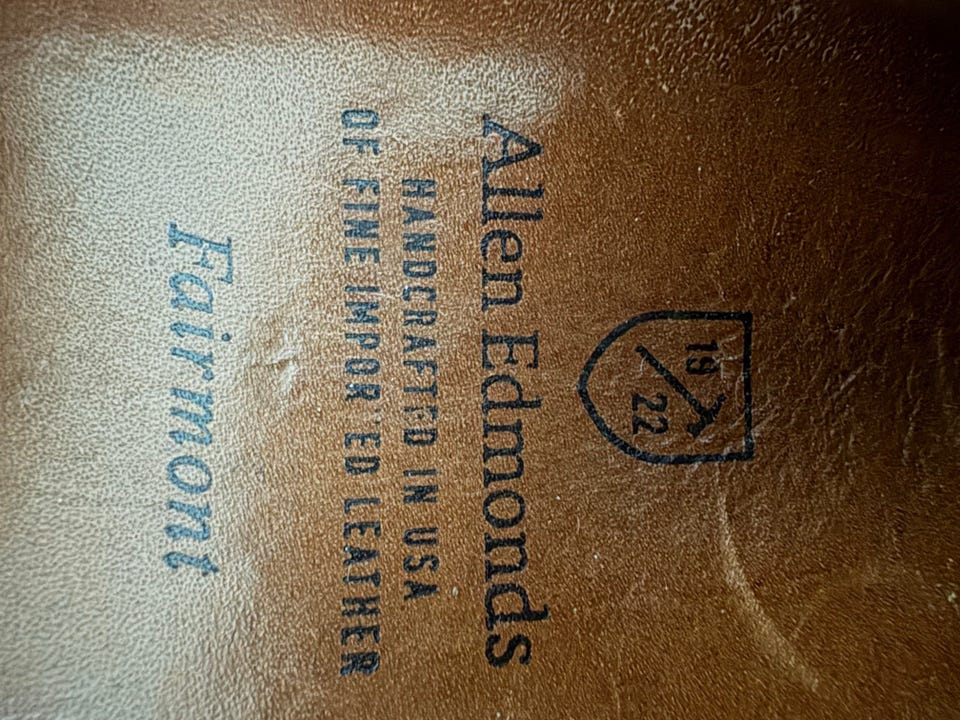 19
22
Allen Edmonds
HANDCRAFTED IN USA
OF FINE IMPORTED LEATHER
Fairmont